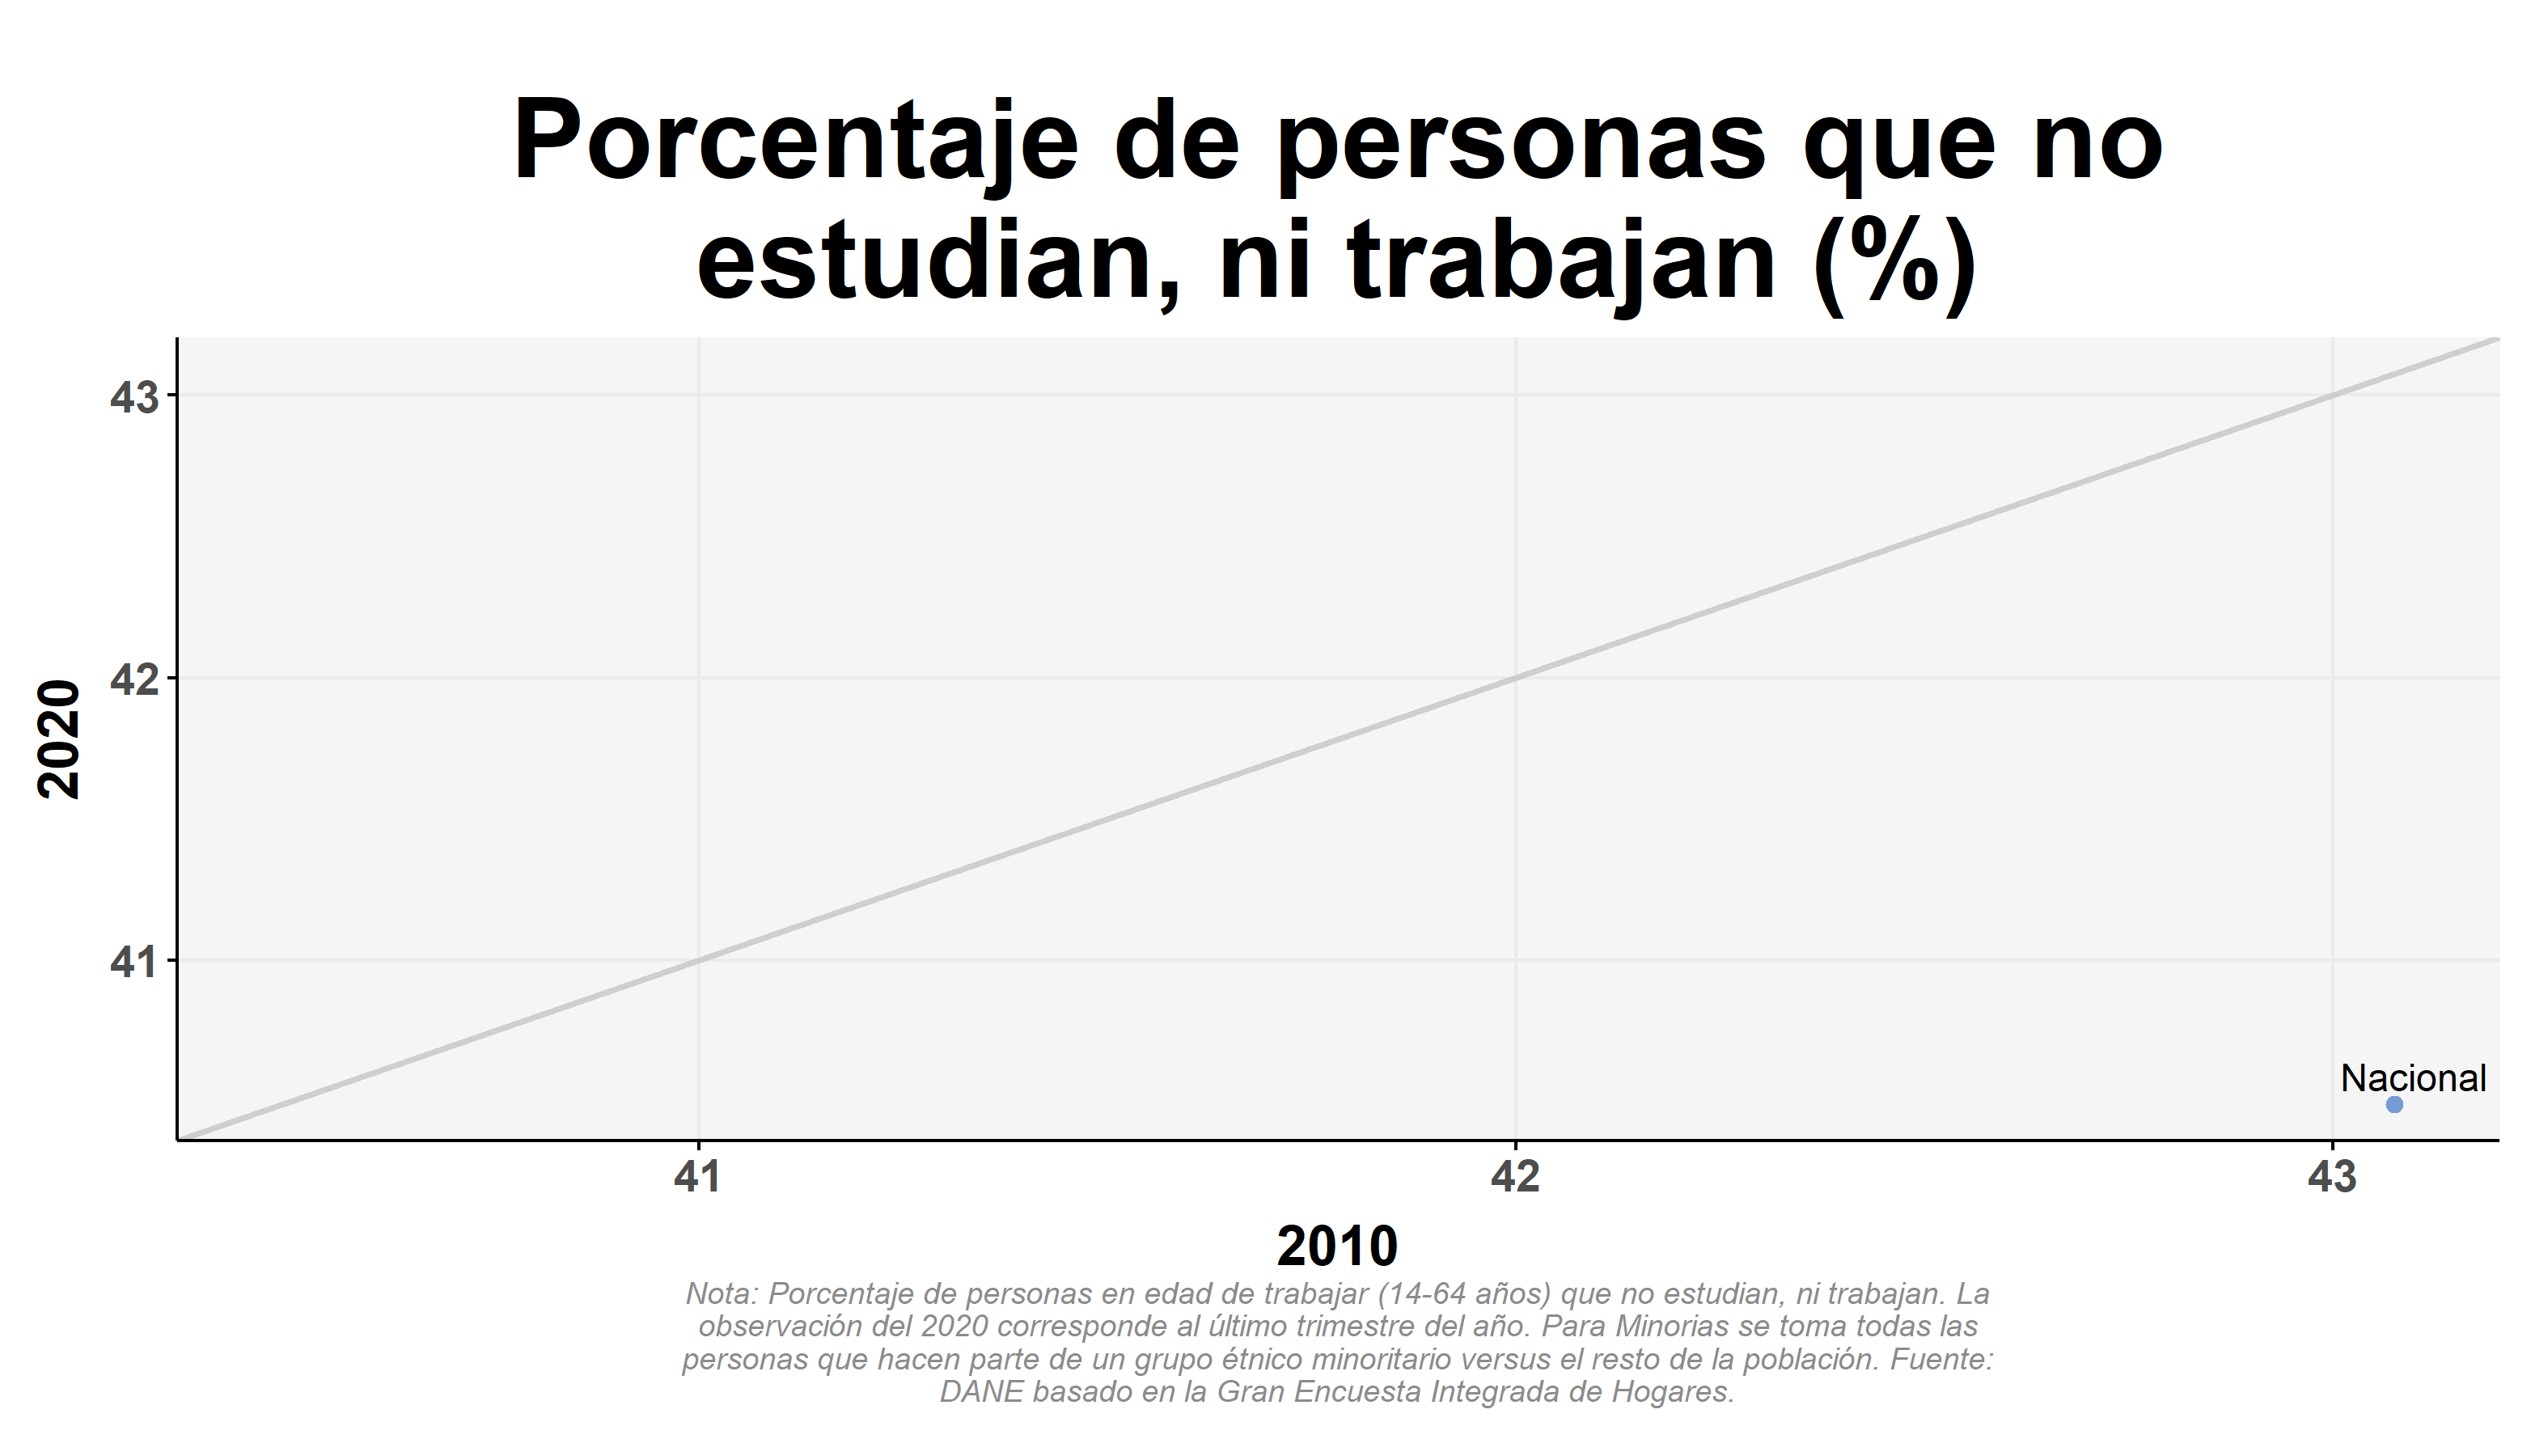 Porcentaje de personas que no
estudian, ni trabajan (%)
43
42
41
2020
Nacional
41
42
43
2010
Nota: Porcentaje de personas en edad de trabajar (14-64 años) que no estudian, ni trabajan. La
observación del 2020 corresponde al último trimestre del año. Para Minorias se toma todas las
personas que hacen parte de un grupo étnico minoritario versus el resto de la población. Fuente:
DANE basado en la Gran Encuesta Integrada de Hogares.